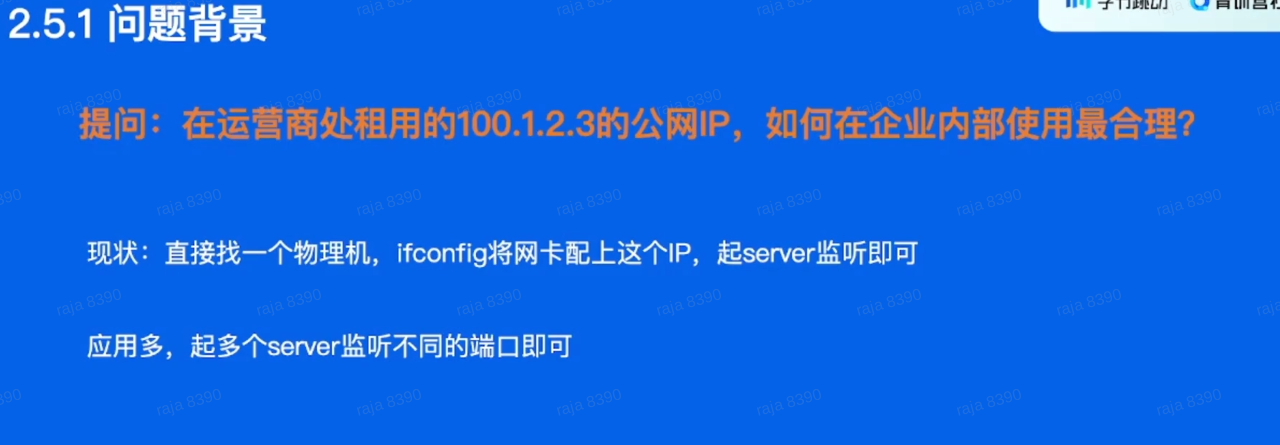 2.5.1 问题背景
字节跳动
提问：在运营商处租用的100.1.2.3的公网IP，如何在企业内部使用最合理？
现状：直接找一个物理机，ifconfig将网卡配上这个IP，起server监听即可
应用多，起多个server监听不同的端口即可
raja 8390